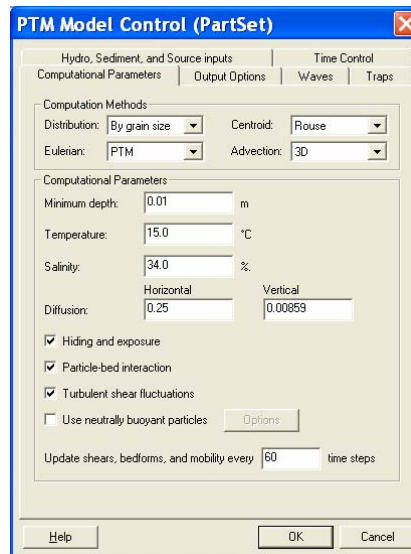 PTM Model Control (PartSet)
Hydro, Sediment, and Source inputs Time Control
Computational Parameters Output Options Waves Traps
Computation Methods
Distribution: By grain size Centroid: Rouse
Eulerian: PTM Advection: 3D
Computational Parameters
Minimum depth: 0.01 m
Temperature: 15.0 °C
Salinity: 34.0 %.
Horizontal Vertical
Diffusion: 0.25 0.00859
Hiding and exposure
Particle-bed interaction
Turbulent shear fluctuations
Use neutrally buoyant particles Options
Update shears, bedforms, and mobility every 60 time steps
Help OK Cancel